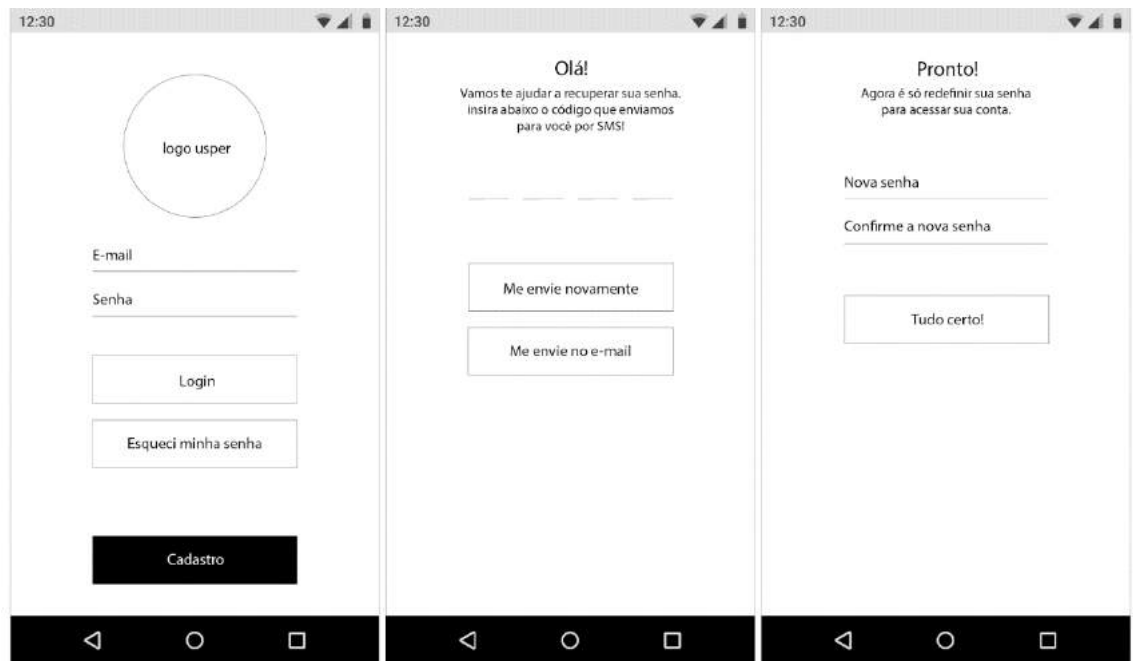 12:30
logo usper
E-mail
Senha
Login
Esqueci minha senha
Cadastro
12:30
Olá!
Vamos te ajudar a recuperar sua senha.
insira abaixo o código que enviamos
para você por SMS!
Me envie novamente
Me envie no e-mail
12:30
Pronto!
Agora é só redefinir sua senha
para acessar sua conta.
Nova senha
Confirme a nova senha
Tudo certo!